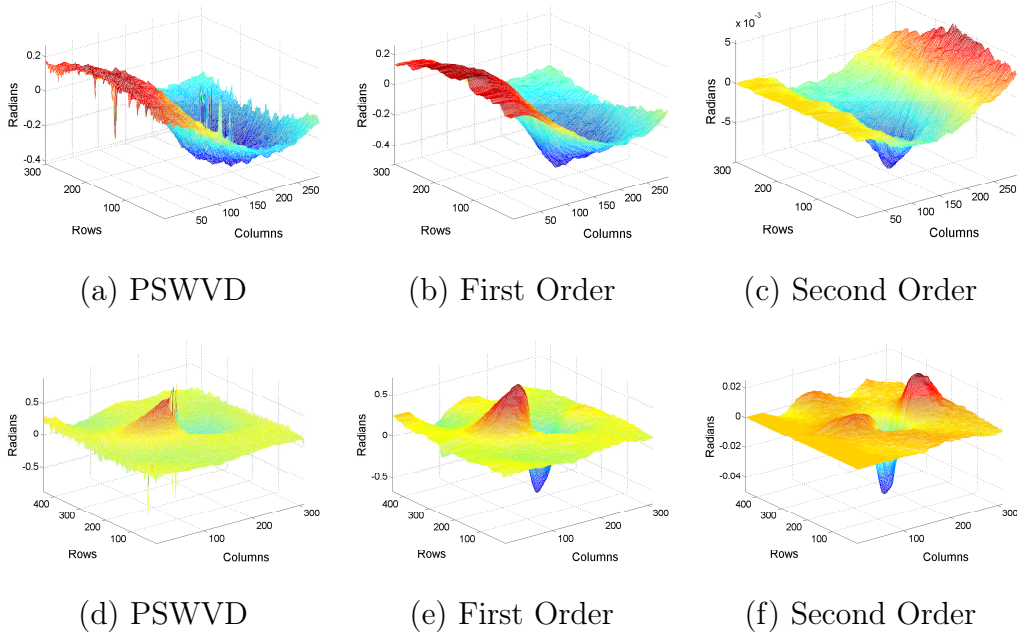 x 10⁻³
0.2
0
-0.2
-0.4
Radians
300
200
100
Rows
50
100
150
200
250
Columns
0.2
0
-0.2
-0.4
Radians
300
200
100
Rows
50
100
150
200
250
Columns
5
0
-5
Radians
300
200
100
Rows
50
100
150
200
250
Columns
(a) PSWVD
(b) First Order
(c) Second Order
0.5
0
-0.5
Radians
400
300
200
100
Rows
100
200
300
Columns
0.5
0
-0.5
Radians
400
300
200
100
Rows
100
200
300
Columns
0.02
0
-0.02
-0.04
Radians
400
300
200
100
Rows
100
200
300
Columns
(d) PSWVD
(e) First Order
(f) Second Order